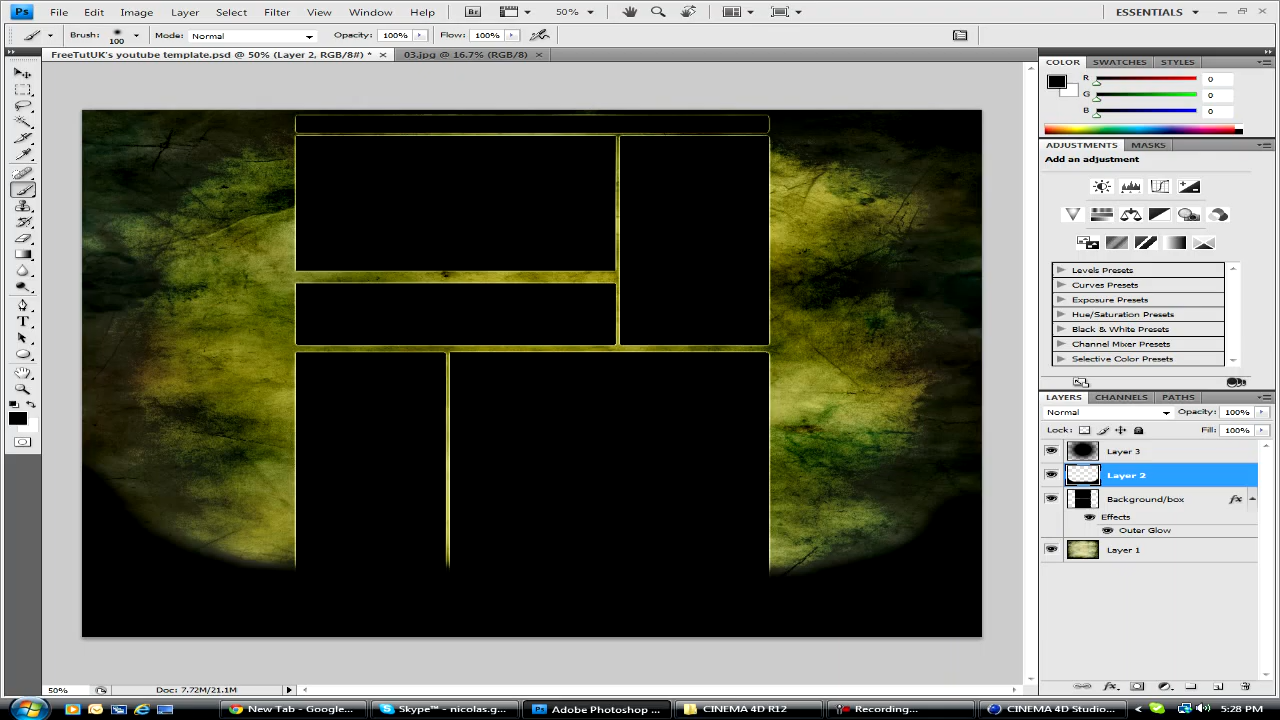 Ps File Edit Image Layer Select Filter View Window Help Br 50% ESSENTIALS
Brush: 100 Mode: Normal Opacity: 100% Flow: 100%
FreeTutUK's youtube template.psd @ 50% (Layer 2, RGB/8#) * 03.jpg @ 16.7% (RGB/8)
COLOR SWATCHES STYLES
R 0
G 0
B 0
ADJUSTMENTS MASKS
Add an adjustment
Levels Presets
Curves Presets
Exposure Presets
Hue/Saturation Presets
Black & White Presets
Channel Mixer Presets
Selective Color Presets
LAYERS CHANNELS PATHS
Normal Opacity: 100%
Lock: Fill: 100%
Layer 3
Layer 2
Background/box fx
Effects
Outer Glow
Layer 1
50% Doc: 7.72M/21.1M
New Tab - Google... Skype™ - nicolas.g... Adobe Photoshop ... CINEMA 4D R12 Recording... CINEMA 4D Studio... 5:28 PM